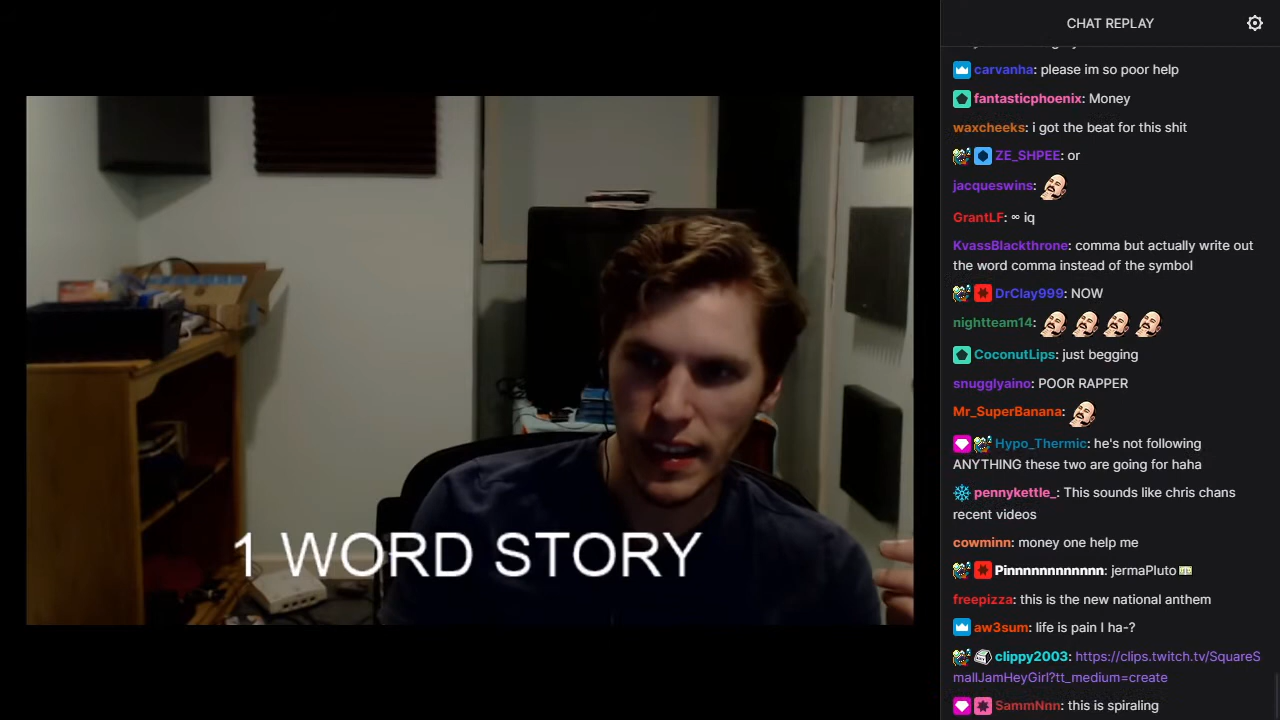 CHAT REPLAY
carvanha: please im so poor help
fantasticphoenix: Money
waxcheeks: i got the beat for this shit
ZE_SHPEE: or
jacqueswins:
GrantLF: ∞ iq
KvassBlackthrone: comma but actually write out
the word comma instead of the symbol
DrClay999: NOW
nightteam14:
CoconutLips: just begging
snugglyaino: POOR RAPPER
Mr_SuperBanana:
Hypo_Thermic: he's not following
ANYTHING these two are going for haha
pennykettle_: This sounds like chris chans
recent videos
cowminn: money one help me
Pinnnnnnnnnnnn: jermaPluto
freepizza: this is the new national anthem
aw3sum: life is pain I ha-?
clippy2003: https://clips.twitch.tv/SquareS
mallJamHeyGirl?tt_medium=create
SammNnn: this is spiraling
1 WORD STORY